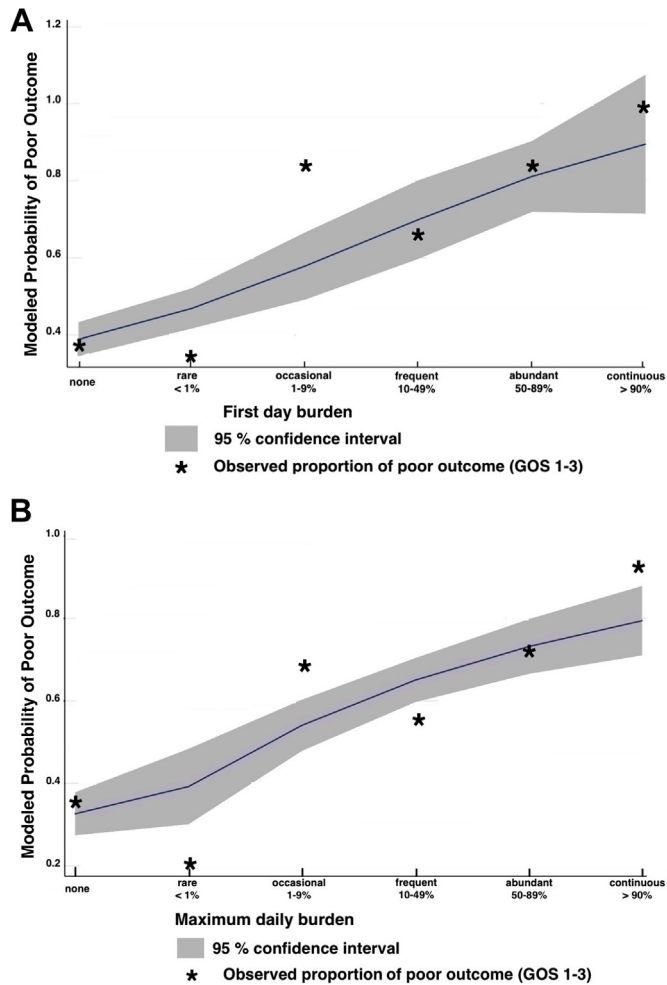 A
Modeled Probability of Poor Outcome
1.2
1.0
0.8
0.6
0.4
none
rare
< 1%
occasional
1-9%
frequent
10-49%
abundant
50-89%
continuous
> 90%
First day burden
95 % confidence interval
* Observed proportion of poor outcome (GOS 1-3)
B
Modeled Probability of Poor Outcome
1.0
0.8
0.6
0.4
0.2
none
rare
< 1%
occasional
1-9%
frequent
10-49%
abundant
50-89%
continuous
> 90%
Maximum daily burden
95 % confidence interval
* Observed proportion of poor outcome (GOS 1-3)